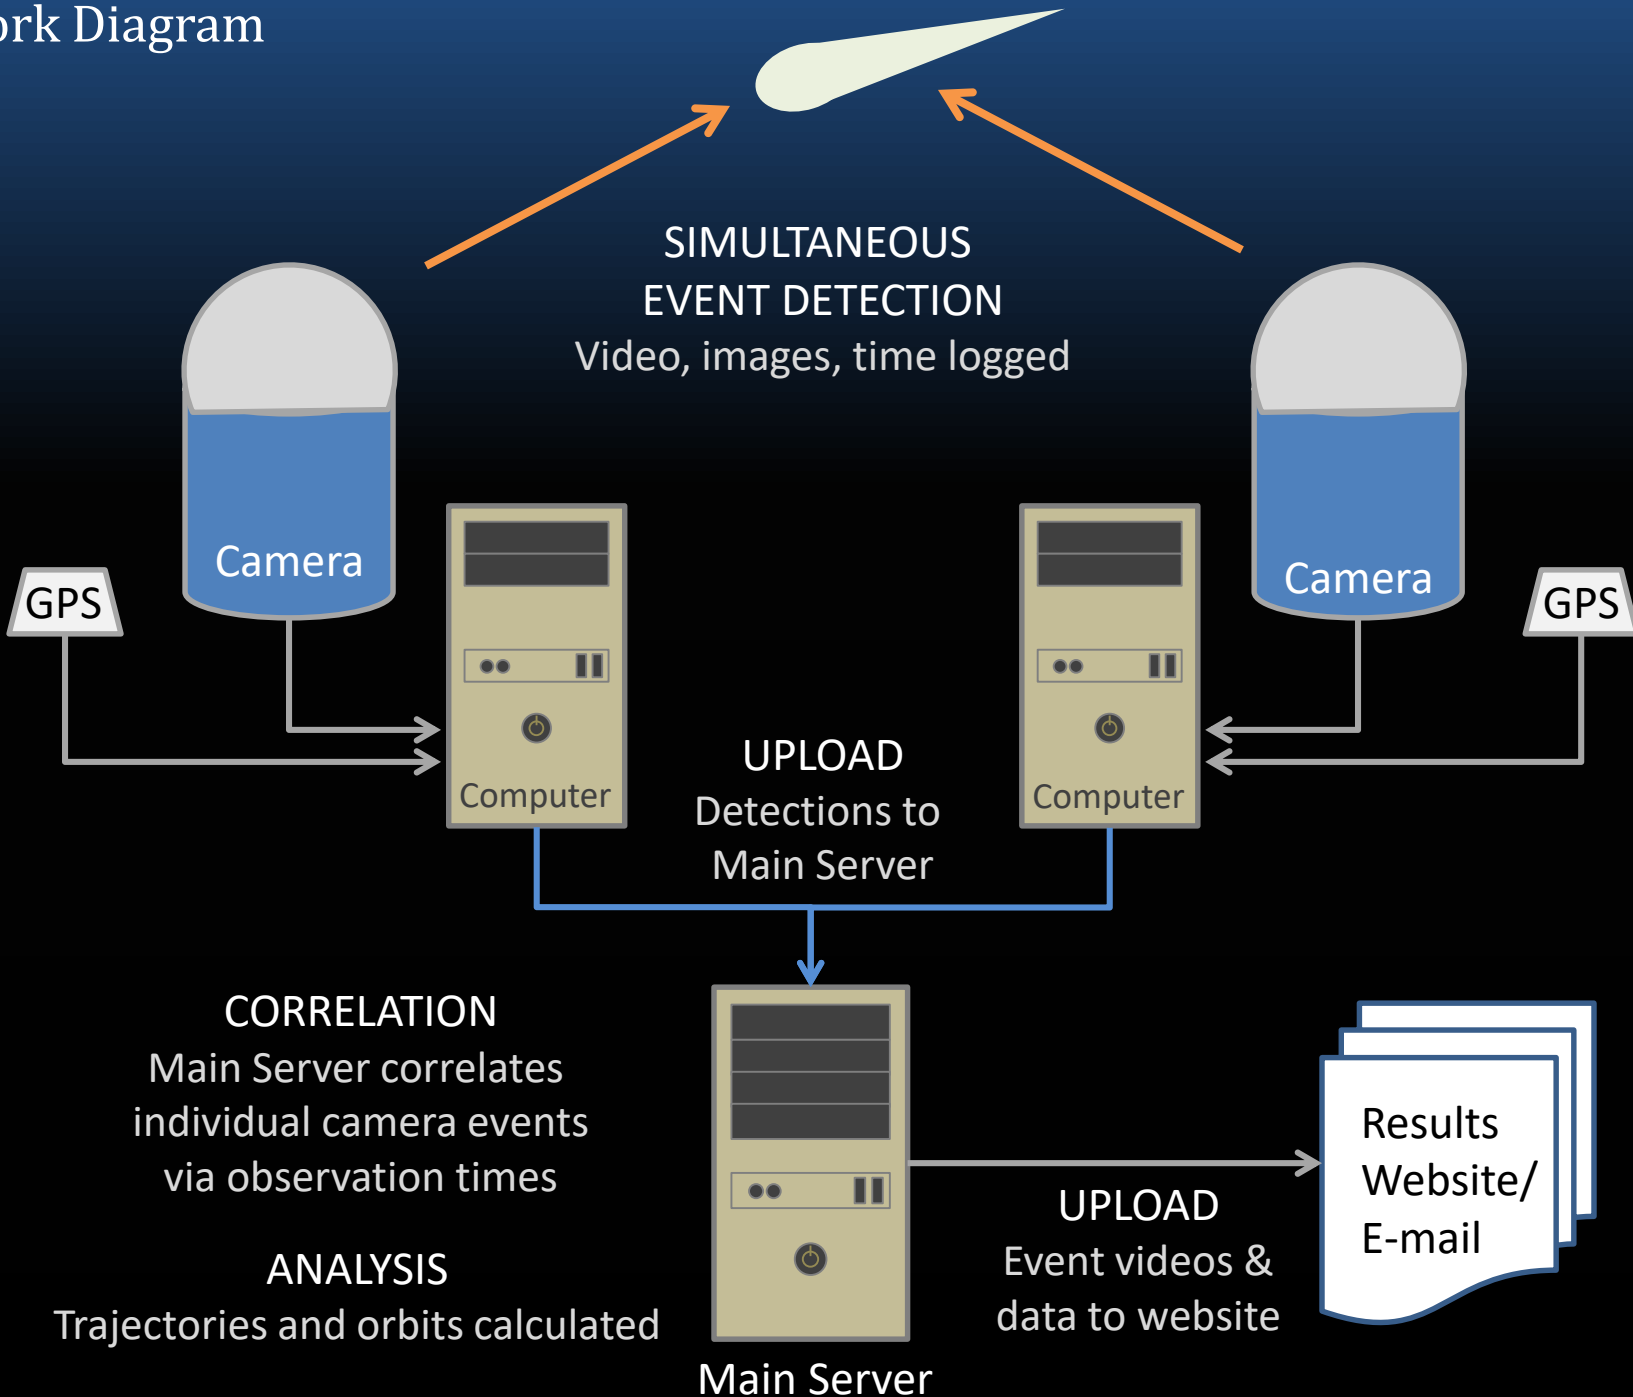 ork Diagram
SIMULTANEOUS
EVENT DETECTION
Video, images, time logged
Camera
Camera
GPS
GPS
Computer
Computer
UPLOAD
Detections to
Main Server
CORRELATION
Main Server correlates
individual camera events
via observation times
ANALYSIS
Trajectories and orbits calculated
Main Server
UPLOAD
Event videos &
data to website
Results
Website/
E-mail